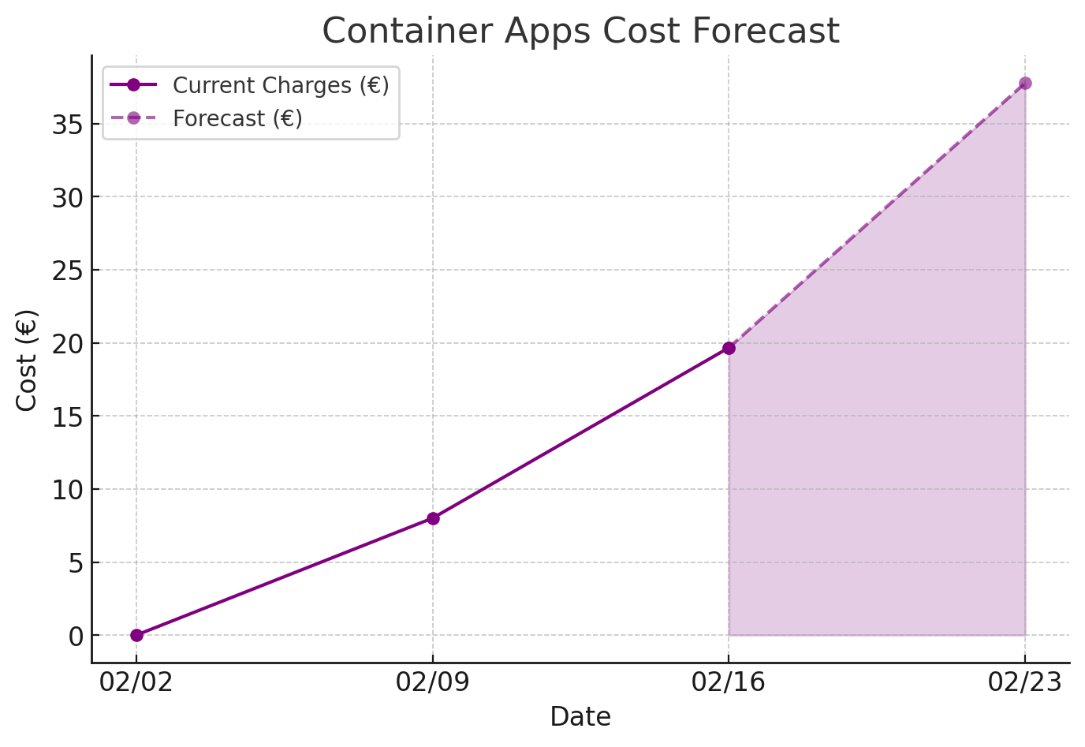 Container Apps Cost Forecast
Current Charges (€)
Forecast (€)
Cost (€)
35
30
25
20
15
10
5
0
02/02
02/09
02/16
02/23
Date